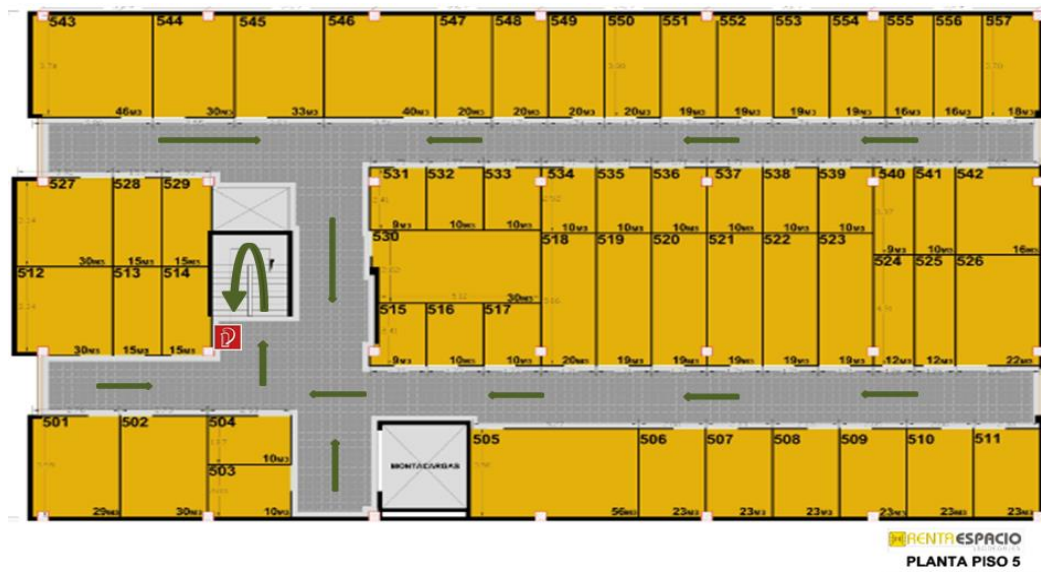 543 544 545 546 547 548 549 550 551 552 553 554 555 556 557
46M3 30M3 33M3 40M3 20M3 20M3 20M3 20M3 19M3 19M3 19M3 19M3 16M3 16M3 18M3
527 528 529 531 532 533 534 535 536 537 538 539 540 541 542
9M3 10M3 10M3 10M3 10M3 10M3 10M3 10M3 10M3 9M3 10M3 16M3
530 518 519 520 521 522 523
30M3 15M3 15M3
512 513 514 524 525 526
30M3
515 516 517
30M3 15M3 15M3 9M3 10M3 10M3 20M3 19M3 19M3 19M3 19M3 19M3 12M3 12M3 22M3
501 502 504
505 506 507 508 509 510 511
10M3
503
MONTACARGAS
29M3 30M3 10M3 56M3 23M3 23M3 23M3 23M3 23M3 23M3
RENTAESPACIO
PLANTA PISO 5